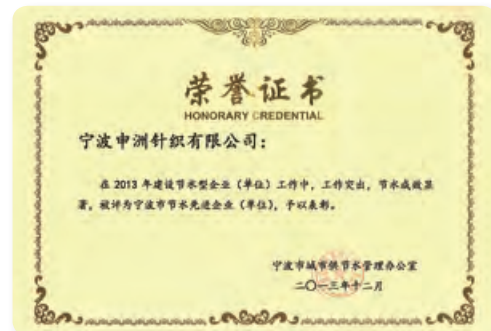 荣誉证书
HONORARY CREDENTIAL
宁波申洲针织有限公司：
在 2013 年建设节水型企业（单位）工作中，工作突出，节水成效显
著，被评为宁波市节水先进企业（单位），予以表彰。
宁波市城市供节水管理办公室
二〇一三年十二月